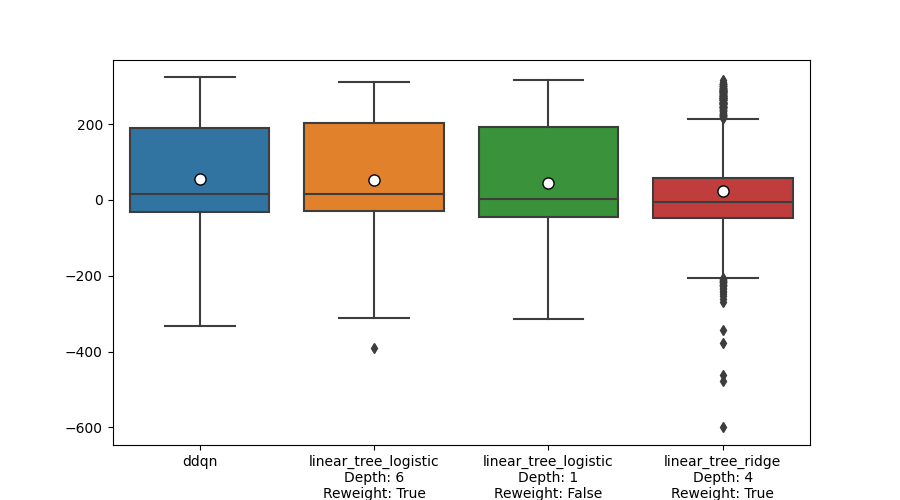 200
0
−200
−400
−600
ddqn
linear_tree_logistic
Depth: 6
Reweight: True
linear_tree_logistic
Depth: 1
Reweight: False
linear_tree_ridge
Depth: 4
Reweight: True